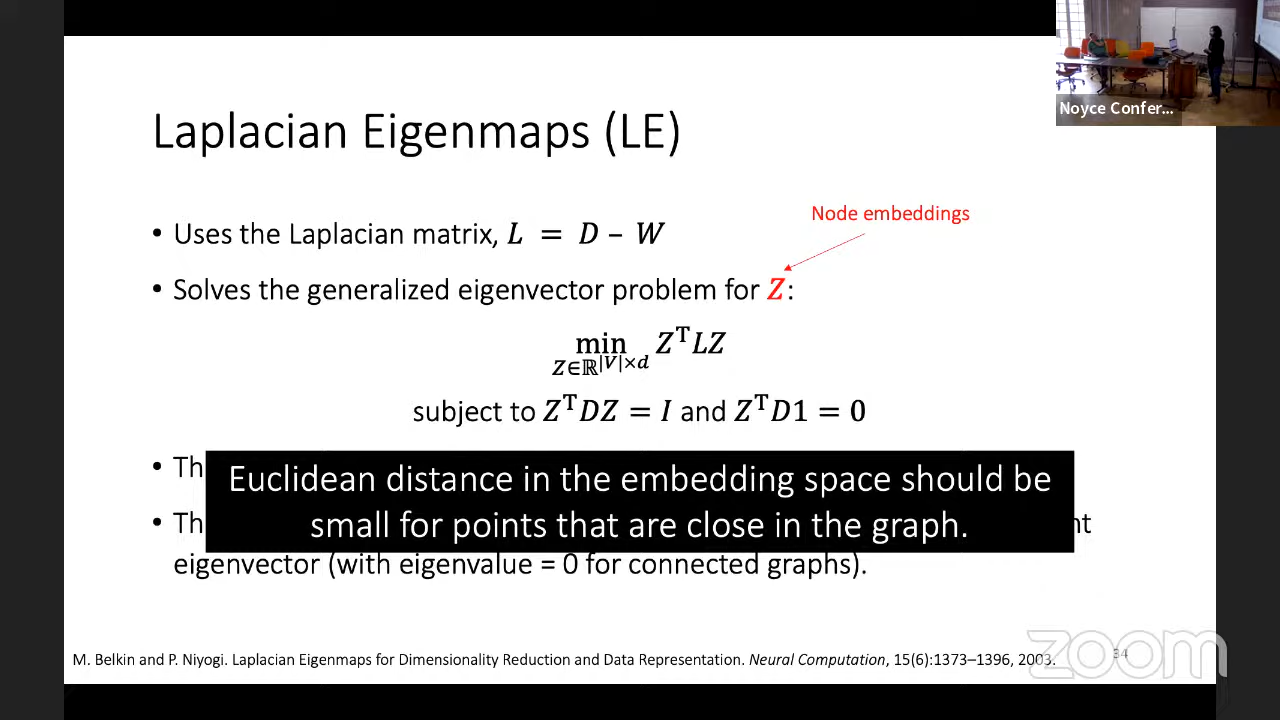 Noyce Confer...
Laplacian Eigenmaps (LE)
Node embeddings
• Uses the Laplacian matrix, L = D – W
• Solves the generalized eigenvector problem for Z:
min ZᵀLZ
Z∈ℝ|V|×d
subject to ZᵀDZ = I and ZᵀD1 = 0
Euclidean distance in the embedding space should be
small for points that are close in the graph.
eigenvector (with eigenvalue = 0 for connected graphs).
M. Belkin and P. Niyogi. Laplacian Eigenmaps for Dimensionality Reduction and Data Representation. Neural Computation, 15(6):1373–1396, 2003.
34
zoom